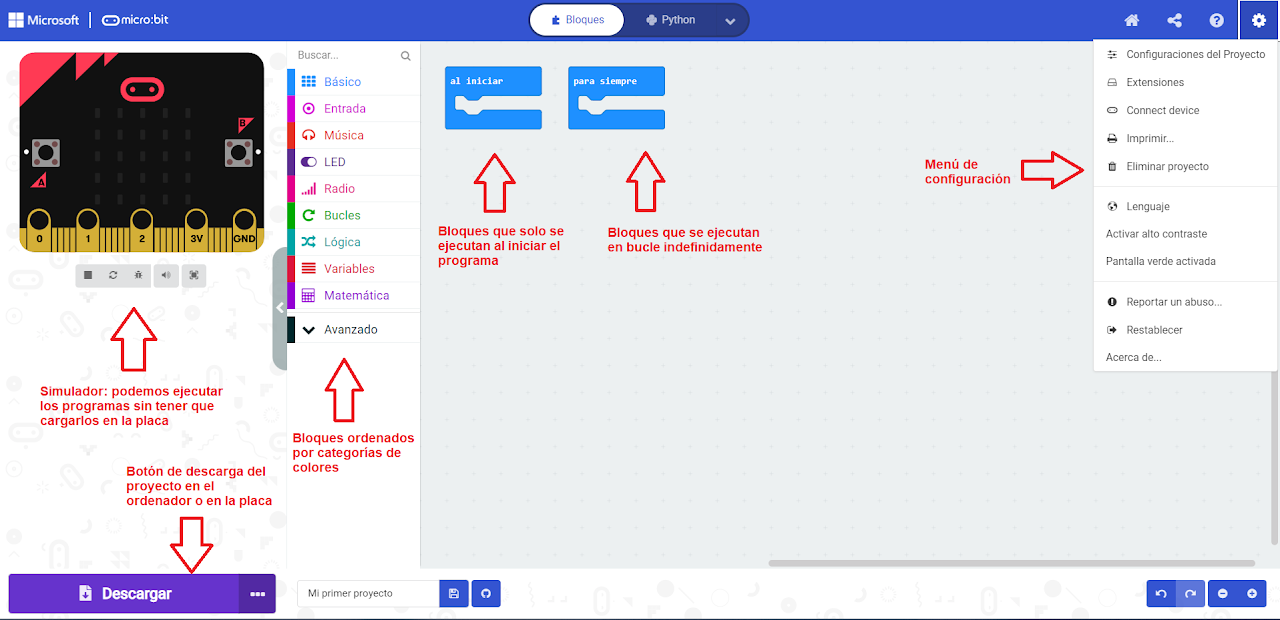 Microsoft
micro:bit
Bloques
Python
Buscar...
Básico
Entrada
Música
LED
Radio
Bucles
Lógica
Variables
Matemática
Avanzado
B
A
0 1 2 3V GND
Simulador: podemos ejecutar
los programas sin tener que
cargarlos en la placa
Botón de descarga del
proyecto en el
ordenador o en la placa
Bloques ordenados
por categorias de
colores
al iniciar
para siempre
Bloques que solo se
ejecutan al iniciar el
programa
Bloques que se ejecutan
en bucle indefinidamente
Menú de
configuración
Configuraciones del Proyecto
Extensiones
Connect device
Imprimir...
Eliminar proyecto
Lenguaje
Activar alto contraste
Pantalla verde activada
Reportar un abuso...
Restablecer
Acerca de...
Descargar
Mi primer proyecto